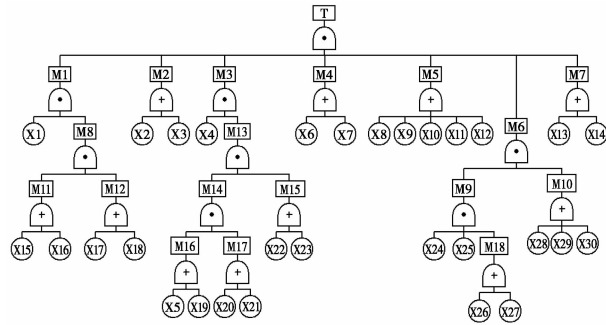 T
M1 M2 M3 M4 M5 M7
X1 M8 X2 X3 X4 M13 X6 X7 X8 X9 X10 X11 X12 M6 X13 X14
M11 M12 M14 M15 M9 M10
X15 X16 X17 X18 M16 M17 X22 X23 X24 X25 M18 X28 X29 X30
X5 X19 X20 X21 X26 X27